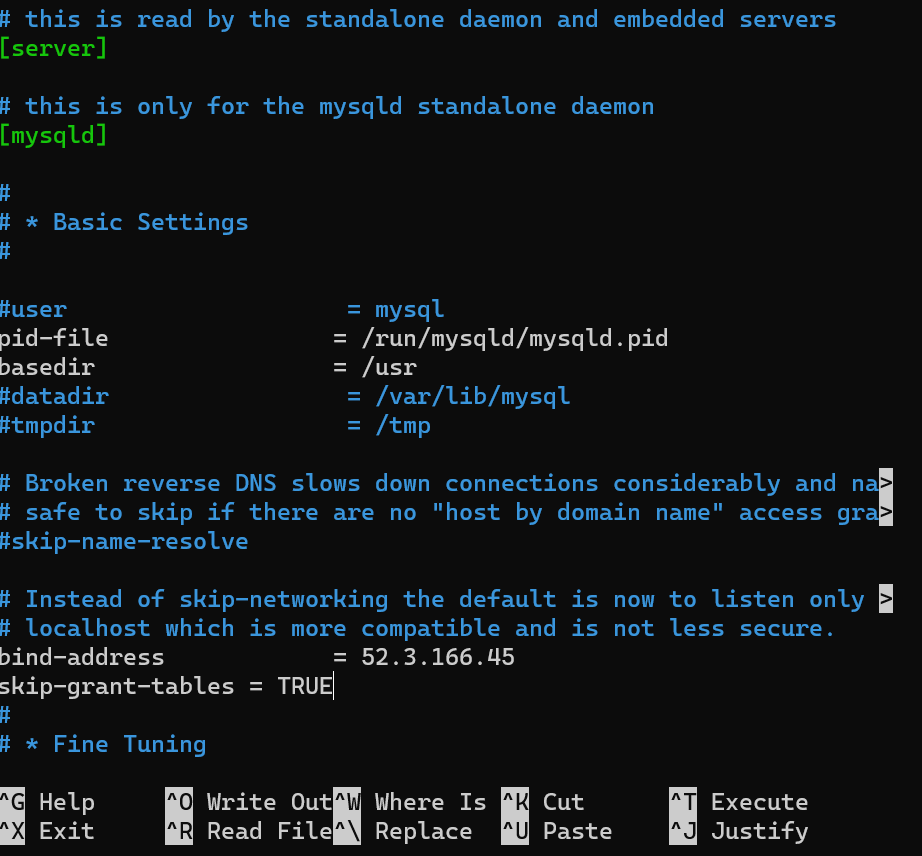 # this is read by the standalone daemon and embedded servers
[server]
# this is only for the mysqld standalone daemon
[mysqld]
#
# * Basic Settings
#
#user                    = mysql
pid-file                = /run/mysqld/mysqld.pid
basedir                 = /usr
#datadir                 = /var/lib/mysql
#tmpdir                  = /tmp
# Broken reverse DNS slows down connections considerably and na>
# safe to skip if there are no "host by domain name" access gra>
#skip-name-resolve
# Instead of skip-networking the default is now to listen only >
# localhost which is more compatible and is not less secure.
bind-address            = 52.3.166.45
skip-grant-tables = TRUE
#
# * Fine Tuning
^G Help ^O Write Out ^W Where Is ^K Cut ^T Execute
^X Exit ^R Read File ^\ Replace ^U Paste ^J Justify